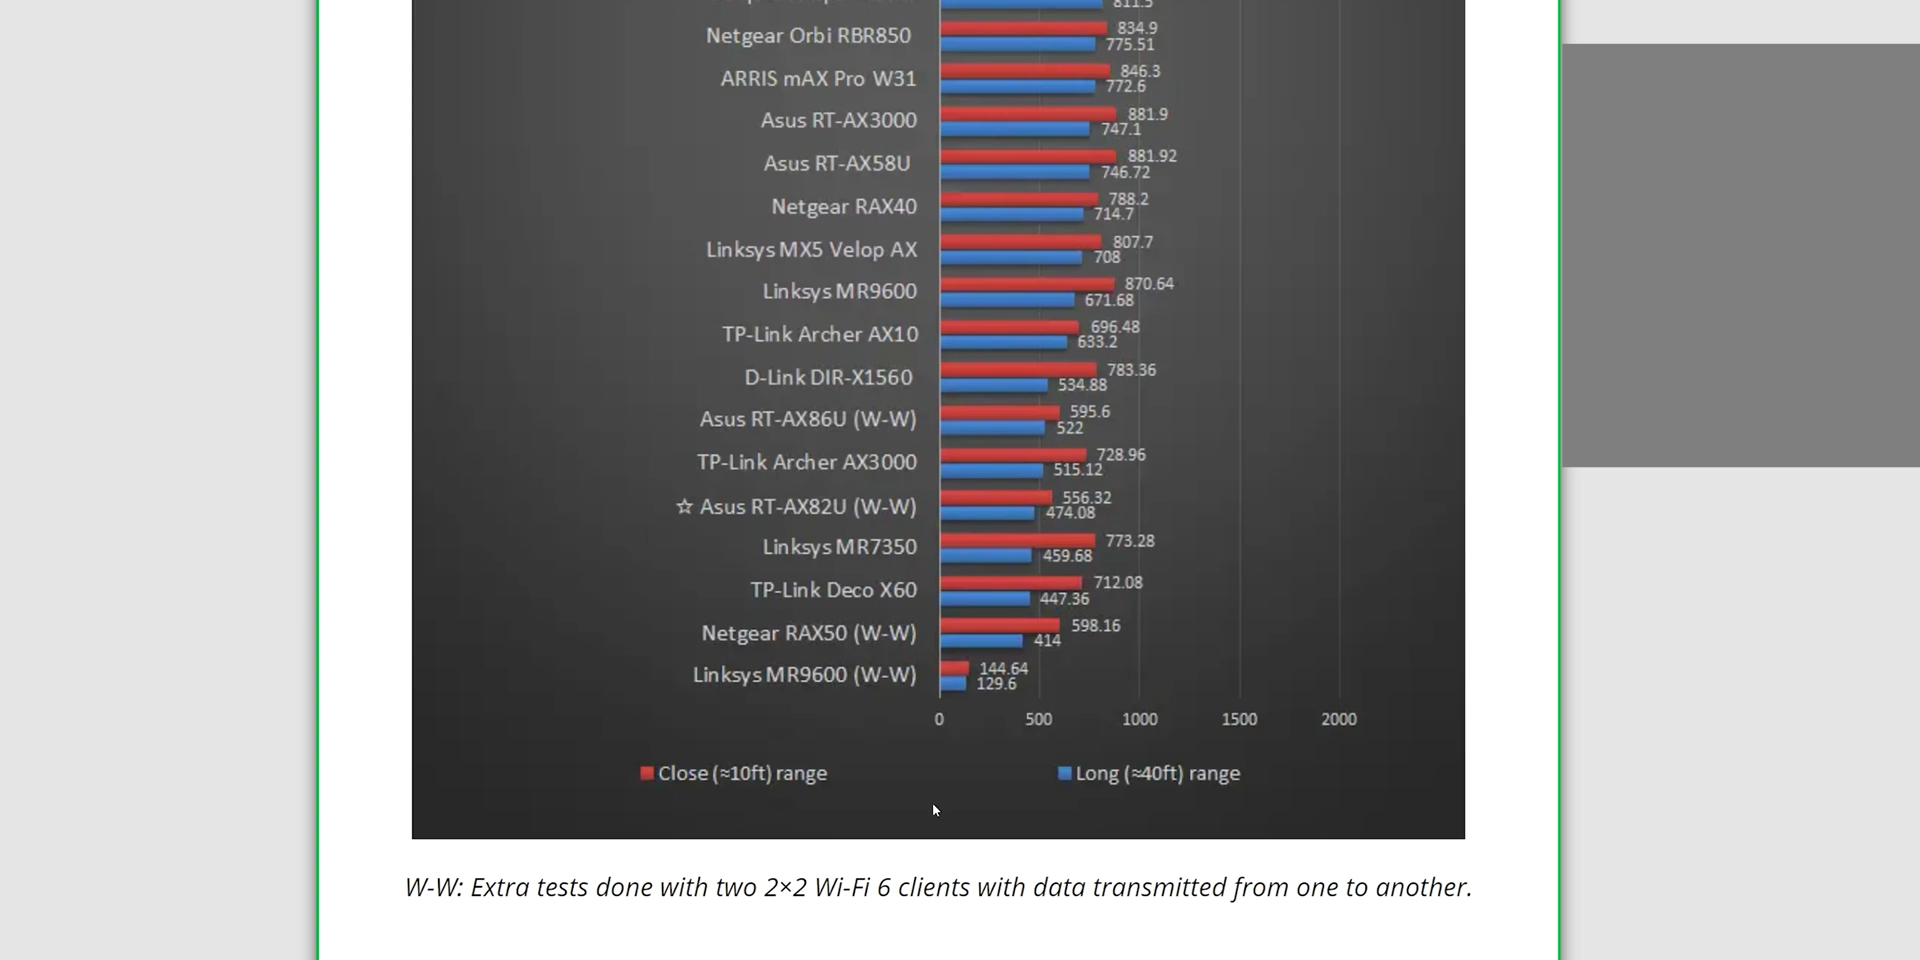 811.5
Netgear Orbi RBR850 834.9
775.51
ARRIS mAX Pro W31 846.3
772.6
Asus RT-AX3000 881.9
747.1
Asus RT-AX58U 881.92
746.72
Netgear RAX40 788.2
714.7
Linksys MX5 Velop AX 807.7
708
Linksys MR9600 870.64
671.68
TP-Link Archer AX10 696.48
633.2
D-Link DIR-X1560 783.36
534.88
Asus RT-AX86U (W-W) 595.6
522
TP-Link Archer AX3000 728.96
515.12
☆ Asus RT-AX82U (W-W) 556.32
474.08
Linksys MR7350 773.28
459.68
TP-Link Deco X60 712.08
447.36
Netgear RAX50 (W-W) 598.16
414
Linksys MR9600 (W-W) 144.64
129.6
0 500 1000 1500 2000
Close (≈10ft) range Long (≈40ft) range
W-W: Extra tests done with two 2×2 Wi-Fi 6 clients with data transmitted from one to another.